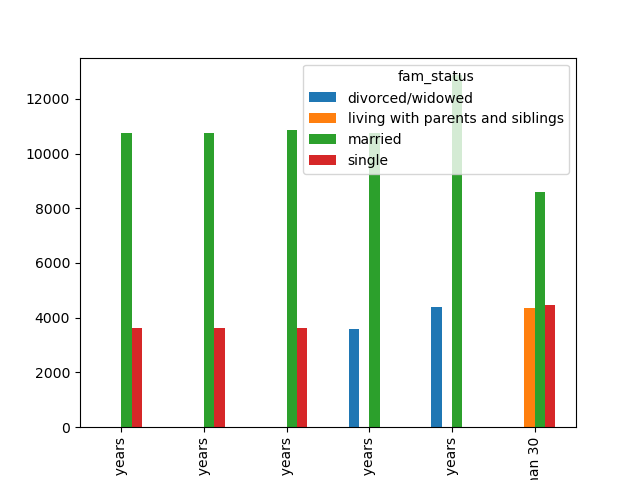 fam_status
divorced/widowed
living with parents and siblings
married
single
12000
10000
8000
6000
4000
2000
0
years
years
years
years
years
30